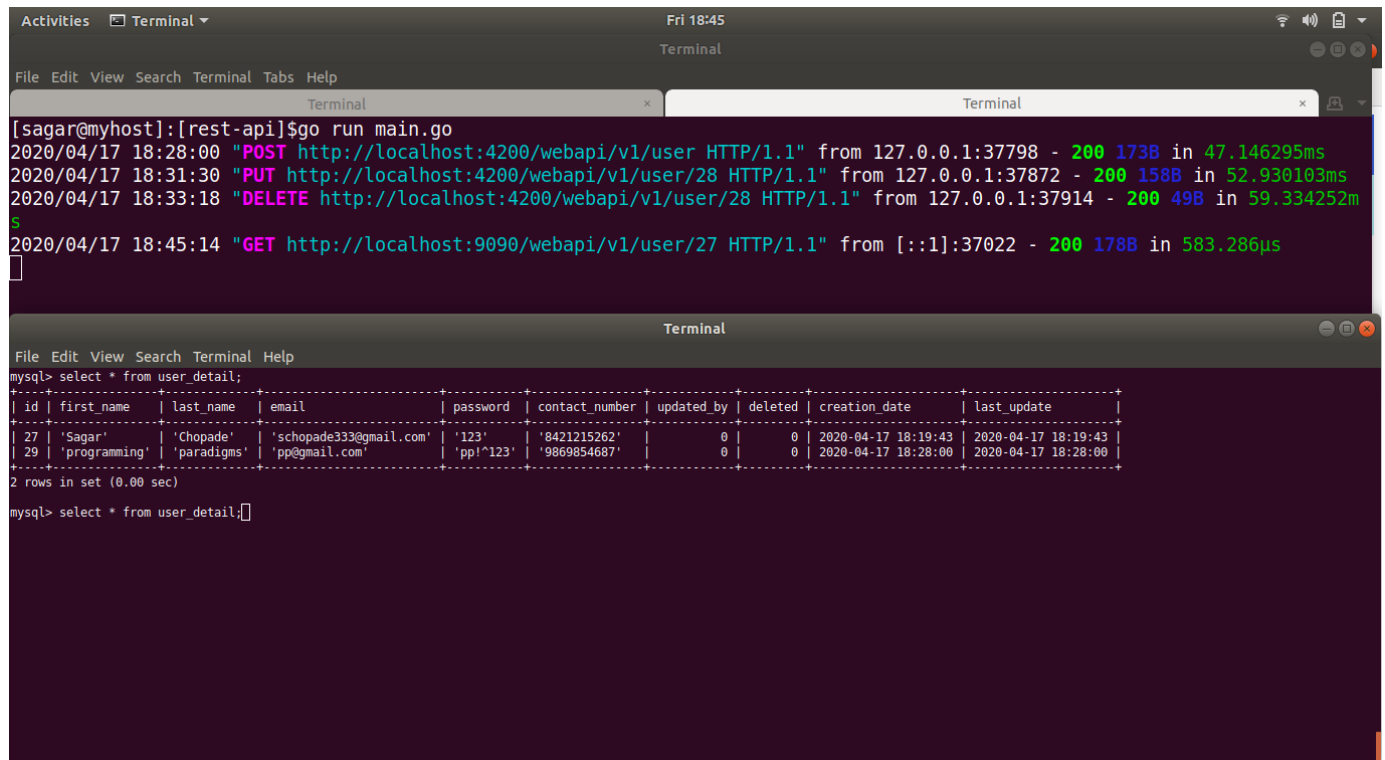 Activities Terminal Fri 18:45
Terminal
File Edit View Search Terminal Tabs Help
Terminal × Terminal ×
[sagar@myhost]:[rest-api]$go run main.go
2020/04/17 18:28:00 "POST http://localhost:4200/webapi/v1/user HTTP/1.1" from 127.0.0.1:37798 - 200 173B in 47.146295ms
2020/04/17 18:31:30 "PUT http://localhost:4200/webapi/v1/user/28 HTTP/1.1" from 127.0.0.1:37872 - 200 158B in 52.930103ms
2020/04/17 18:33:18 "DELETE http://localhost:4200/webapi/v1/user/28 HTTP/1.1" from 127.0.0.1:37914 - 200 49B in 59.334252m
s
2020/04/17 18:45:14 "GET http://localhost:9090/webapi/v1/user/27 HTTP/1.1" from [::1]:37022 - 200 178B in 583.286µs
Terminal
File Edit View Search Terminal Help
mysql> select * from user_detail;
+----+---------------+-------------+-------------------------+-----------+----------------+------------+---------+---------------------+---------------------+
| id | first_name | last_name | email | password | contact_number | updated_by | deleted | creation_date | last_update |
+----+---------------+-------------+-------------------------+-----------+----------------+------------+---------+---------------------+---------------------+
| 27 | 'Sagar' | 'Chopade' | 'schopade333@gmail.com' | '123' | '8421215262' | 0 | 0 | 2020-04-17 18:19:43 | 2020-04-17 18:19:43 |
| 29 | 'programming' | 'paradigms' | 'pp@gmail.com' | 'pp!^123' | '9869854687' | 0 | 0 | 2020-04-17 18:28:00 | 2020-04-17 18:28:00 |
+----+---------------+-------------+-------------------------+-----------+----------------+------------+---------+---------------------+---------------------+
2 rows in set (0.00 sec)
mysql> select * from user_detail;